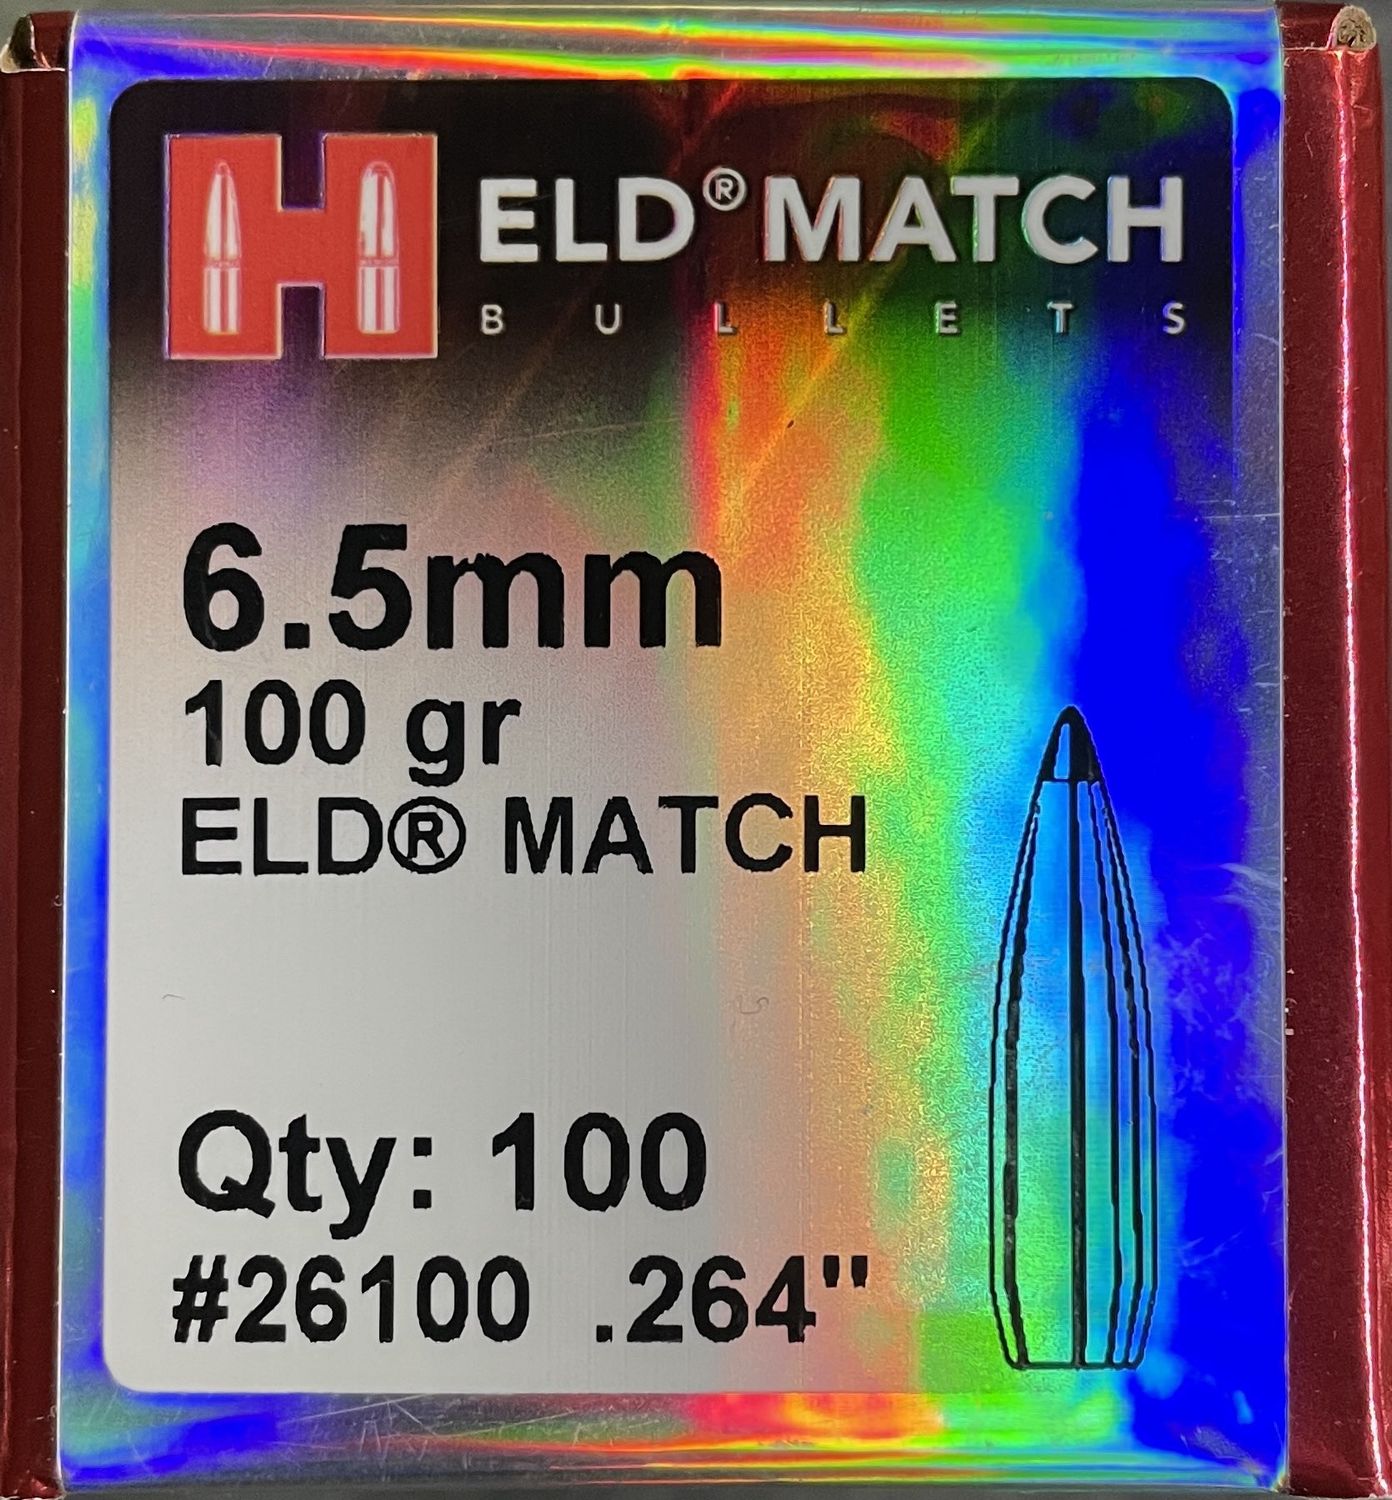 H ELD® MATCH
BULLETS
6.5mm
100 gr
ELD® MATCH
Qty: 100
#26100 .264"